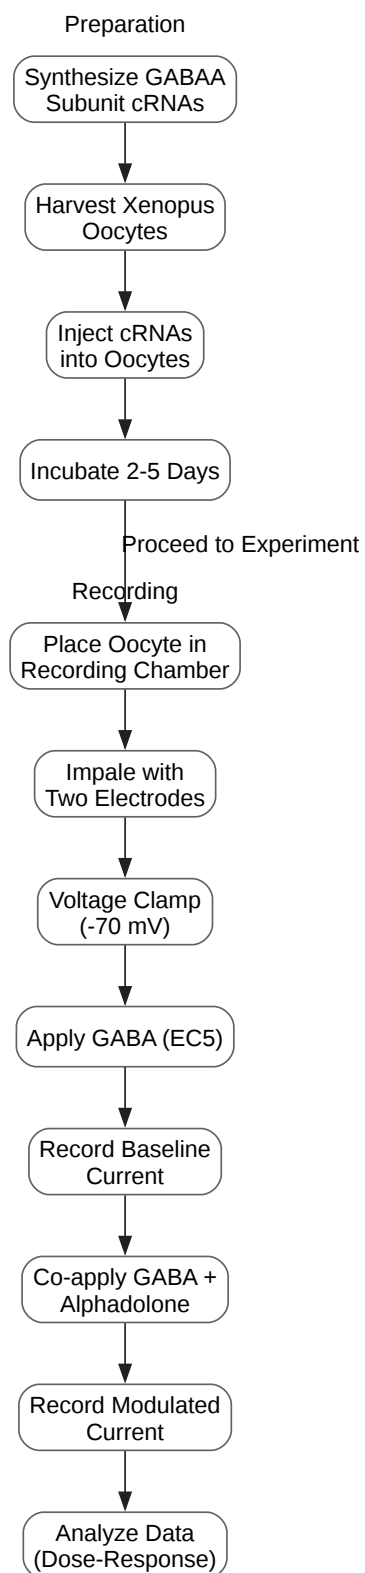 Preparation
Synthesize GABAA
Subunit cRNAs
Harvest Xenopus
Oocytes
Inject cRNAs
into Oocytes
Incubate 2-5 Days
Proceed to Experiment
Recording
Place Oocyte in
Recording Chamber
Impale with
Two Electrodes
Voltage Clamp
(-70 mV)
Apply GABA (EC5)
Record Baseline
Current
Co-apply GABA +
Alphadolone
Record Modulated
Current
Analyze Data
(Dose-Response)